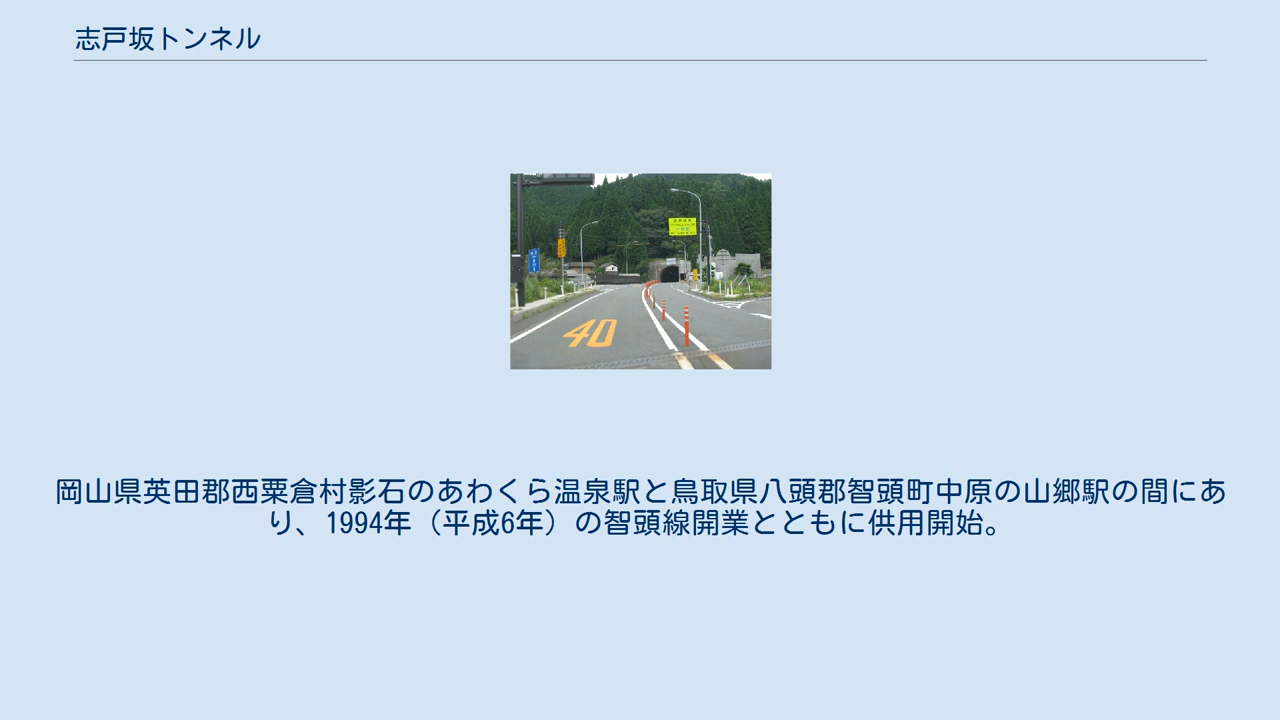 志戸坂トンネル
40
岡山県英田郡西粟倉村影石のあわくら温泉駅と鳥取県八頭郡智頭町中原の山郷駅の間にあ
り、1994年（平成6年）の智頭線開業とともに供用開始。